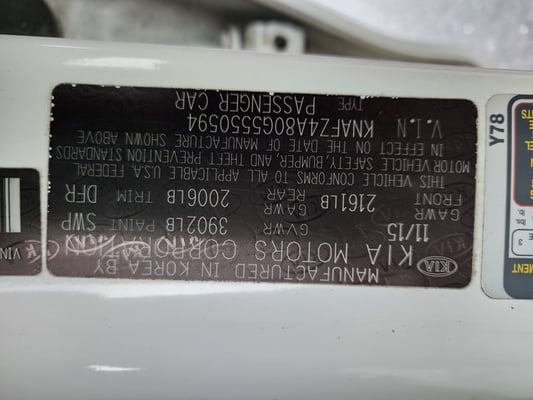 MANUFACTURED IN KOREA BY
KIA KIA MOTORS CORPORATION
11/15 GVWR 3902LB PAINT SWP
GAWR FRONT 2161LB GAWR REAR 2006LB TRIM DFR
THIS VEHICLE CONFORMS TO ALL APPLICABLE U.S.A. FEDERAL
MOTOR VEHICLE SAFETY, BUMPER, AND THEFT PREVENTION STANDARDS
IN EFFECT ON THE DATE OF MANUFACTURE SHOWN ABOVE
V.I.N KNAFZ4A80G5550594
TYPE PASSENGER CAR
Y78
VIN
3